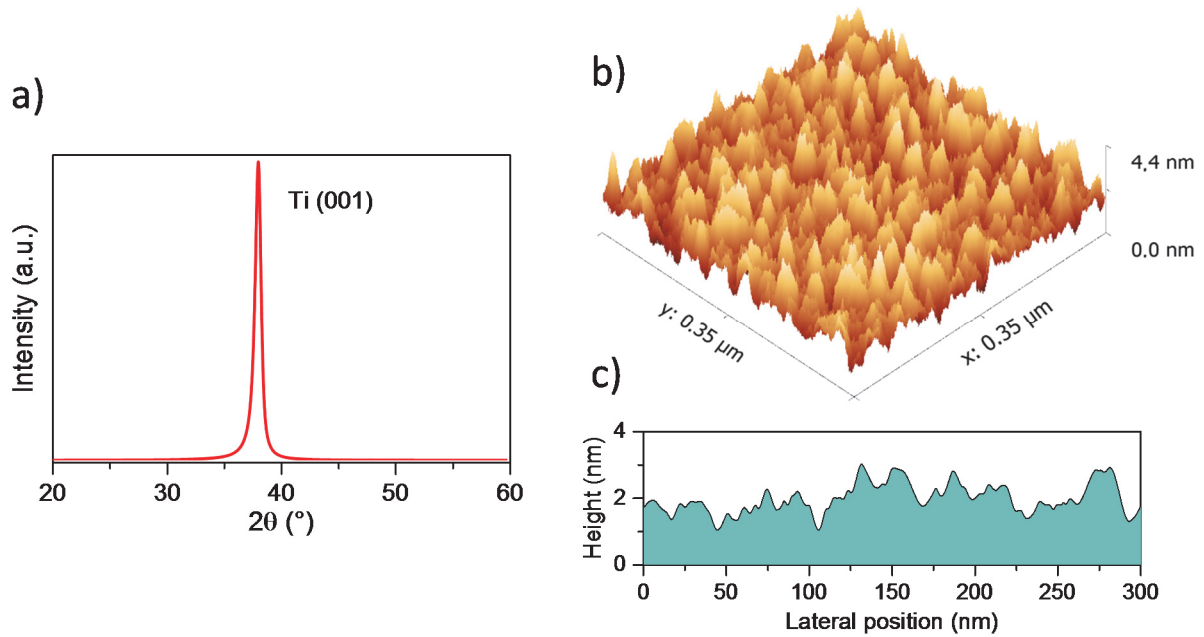 a)
Intensity (a.u.)
Ti (001)
20 30 40 50 60
2θ (°)
b)
4,4 nm
0.0 nm
y: 0.35 µm
x: 0.35 µm
c)
Height (nm)
4
2
0
0 50 100 150 200 250 300
Lateral position (nm)